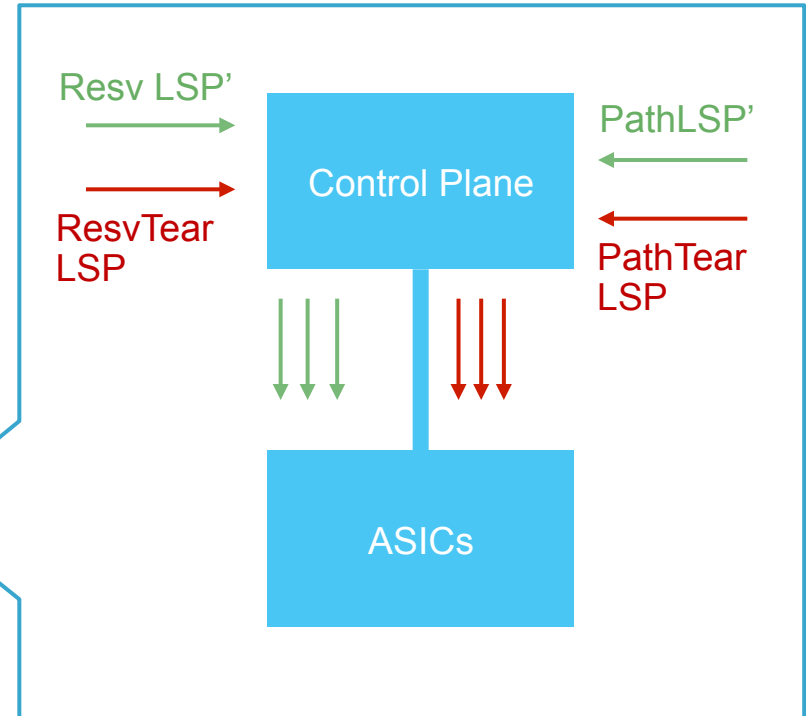 Resv LSP’
PathLSP’
Control Plane
ResvTear
LSP
PathTear
LSP
ASICs